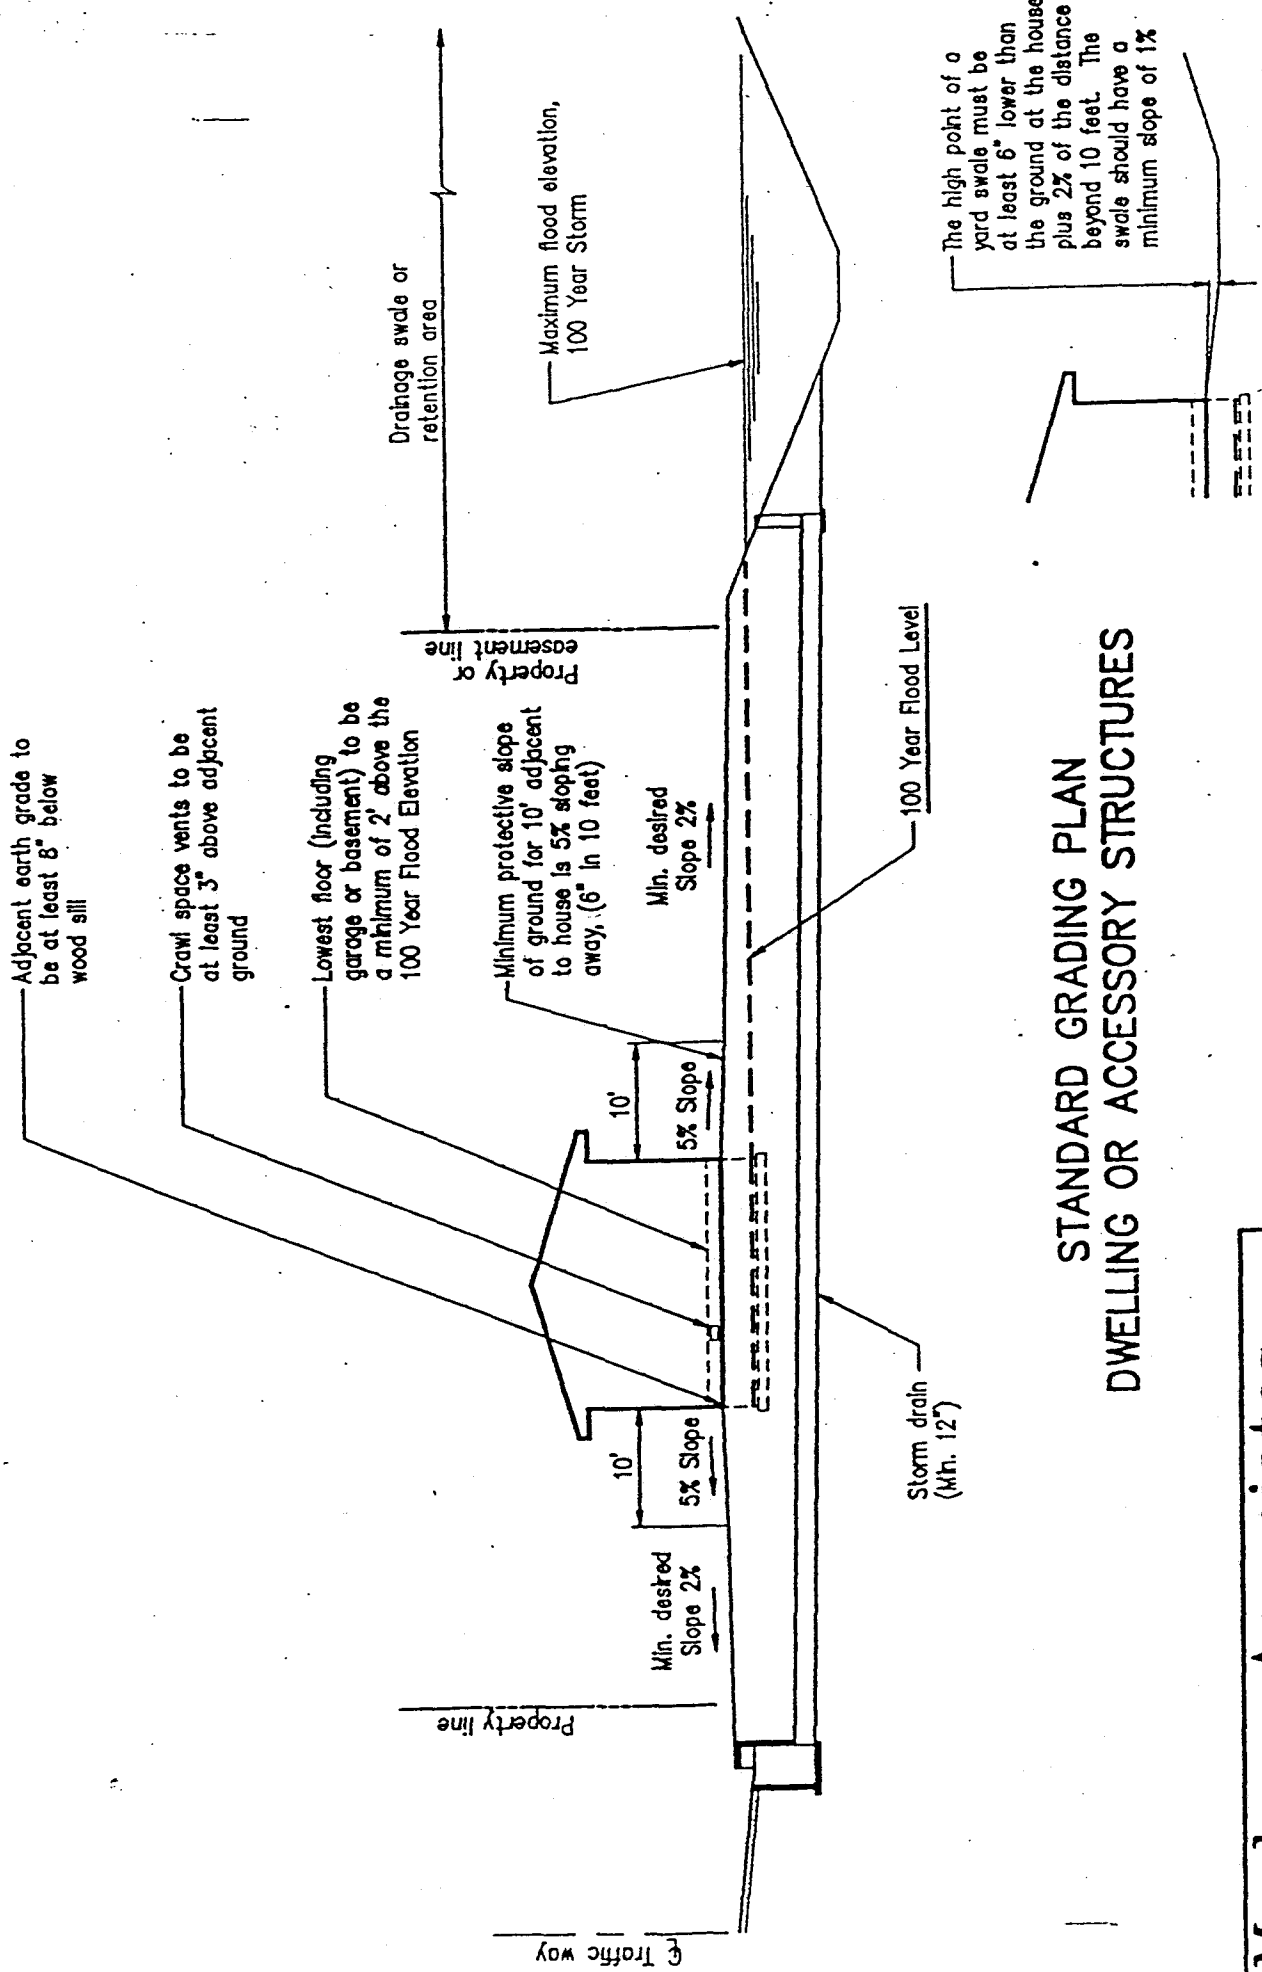 Adjacent earth grade to
be at least 8" below
wood sill
Crawl space vents to be
at least 3" above adjacent
ground
Lowest floor (Including
garage or basement) to be
a minimum of 2' above the
100 Year Flood Elevation
Minimum protective slope
of ground for 10' adjacent
to house is 5% sloping
away, (6" in 10 feet)
Drainage swale or
retention area
Maximum flood elevation,
100 Year Storm
The high point of a
yard swale must be
at least 6" lower than
the ground at the house
plus 2% of the distance
beyond 10 feet. The
swale should have a
minimum slope of 1%
℄ Traffic way
Property line
Min. desired
Slope 2%
10'
5% Slope
10'
5% Slope
Min. desired
Slope 2%
Property or
easement line
100 Year Flood Level
Storm drain
(Min. 12")
STANDARD GRADING PLAN
DWELLING OR ACCESSORY STRUCTURES